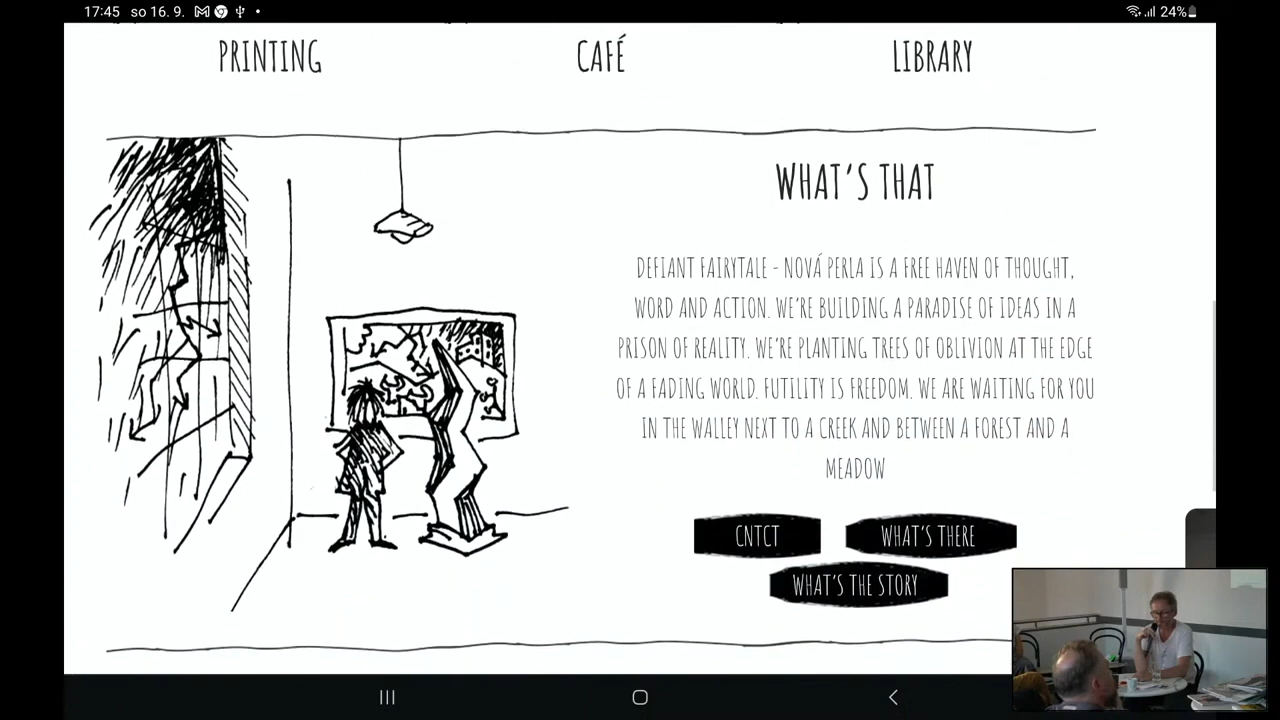 17:45 so 16. 9.
24%
PRINTING CAFÉ LIBRARY
WHAT'S THAT
DEFIANT FAIRYTALE - NOVÁ PERLA IS A FREE HAVEN OF THOUGHT,
WORD AND ACTION. WE'RE BUILDING A PARADISE OF IDEAS IN A
PRISON OF REALITY. WE'RE PLANTING TREES OF OBLIVION AT THE EDGE
OF A FADING WORLD. FUTILITY IS FREEDOM. WE ARE WAITING FOR YOU
IN THE WALLEY NEXT TO A CREEK AND BETWEEN A FOREST AND A
MEADOW
CNTCT WHAT'S THERE
WHAT'S THE STORY